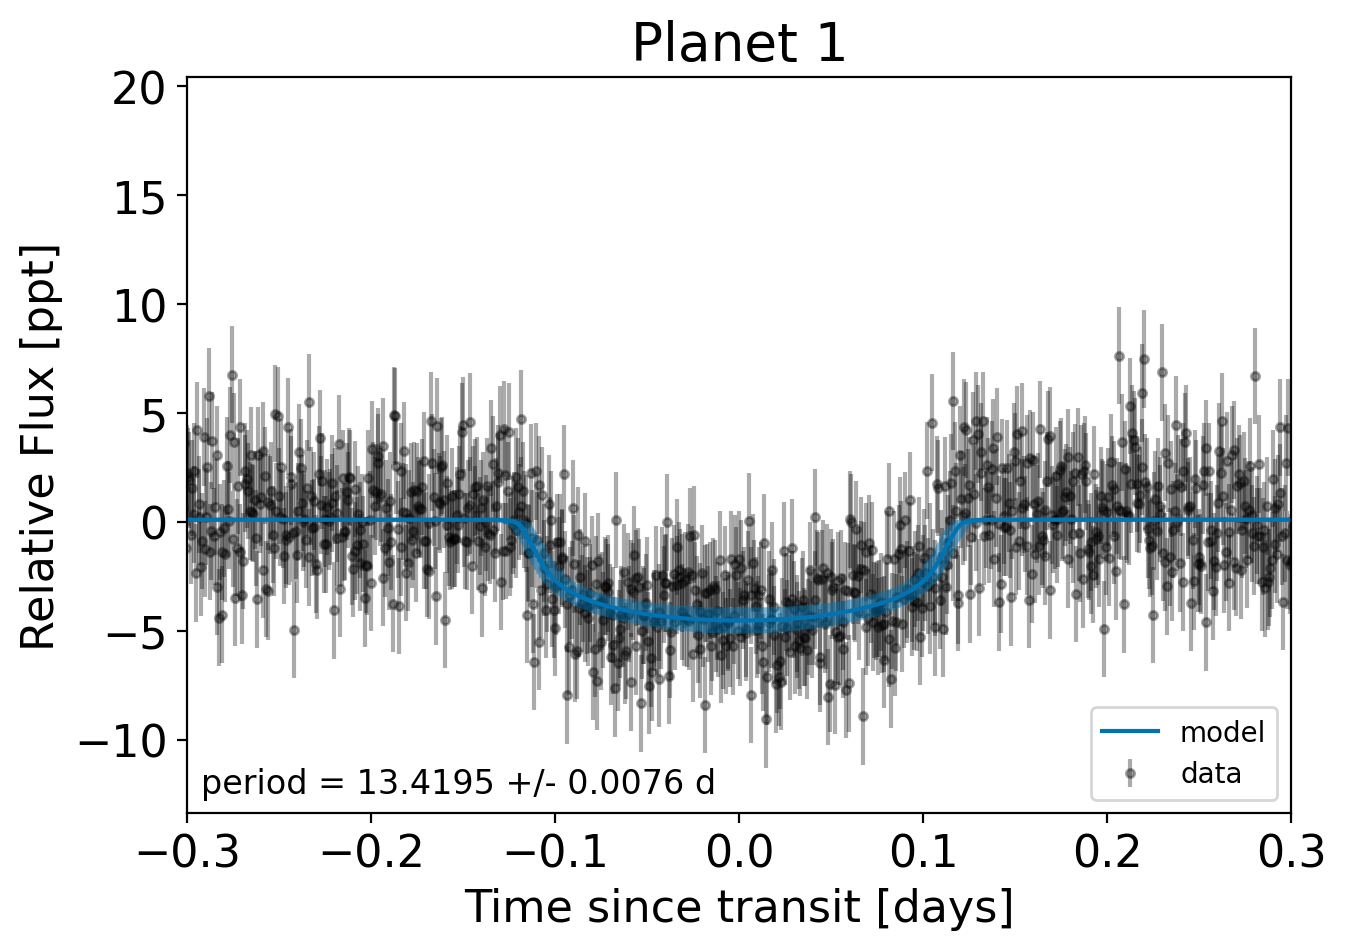 Planet 1
Relative Flux [ppt]
20
15
10
5
0
−5
−10
period = 13.4195 +/- 0.0076 d
model
data
−0.3 −0.2 −0.1 0.0 0.1 0.2 0.3
Time since transit [days]